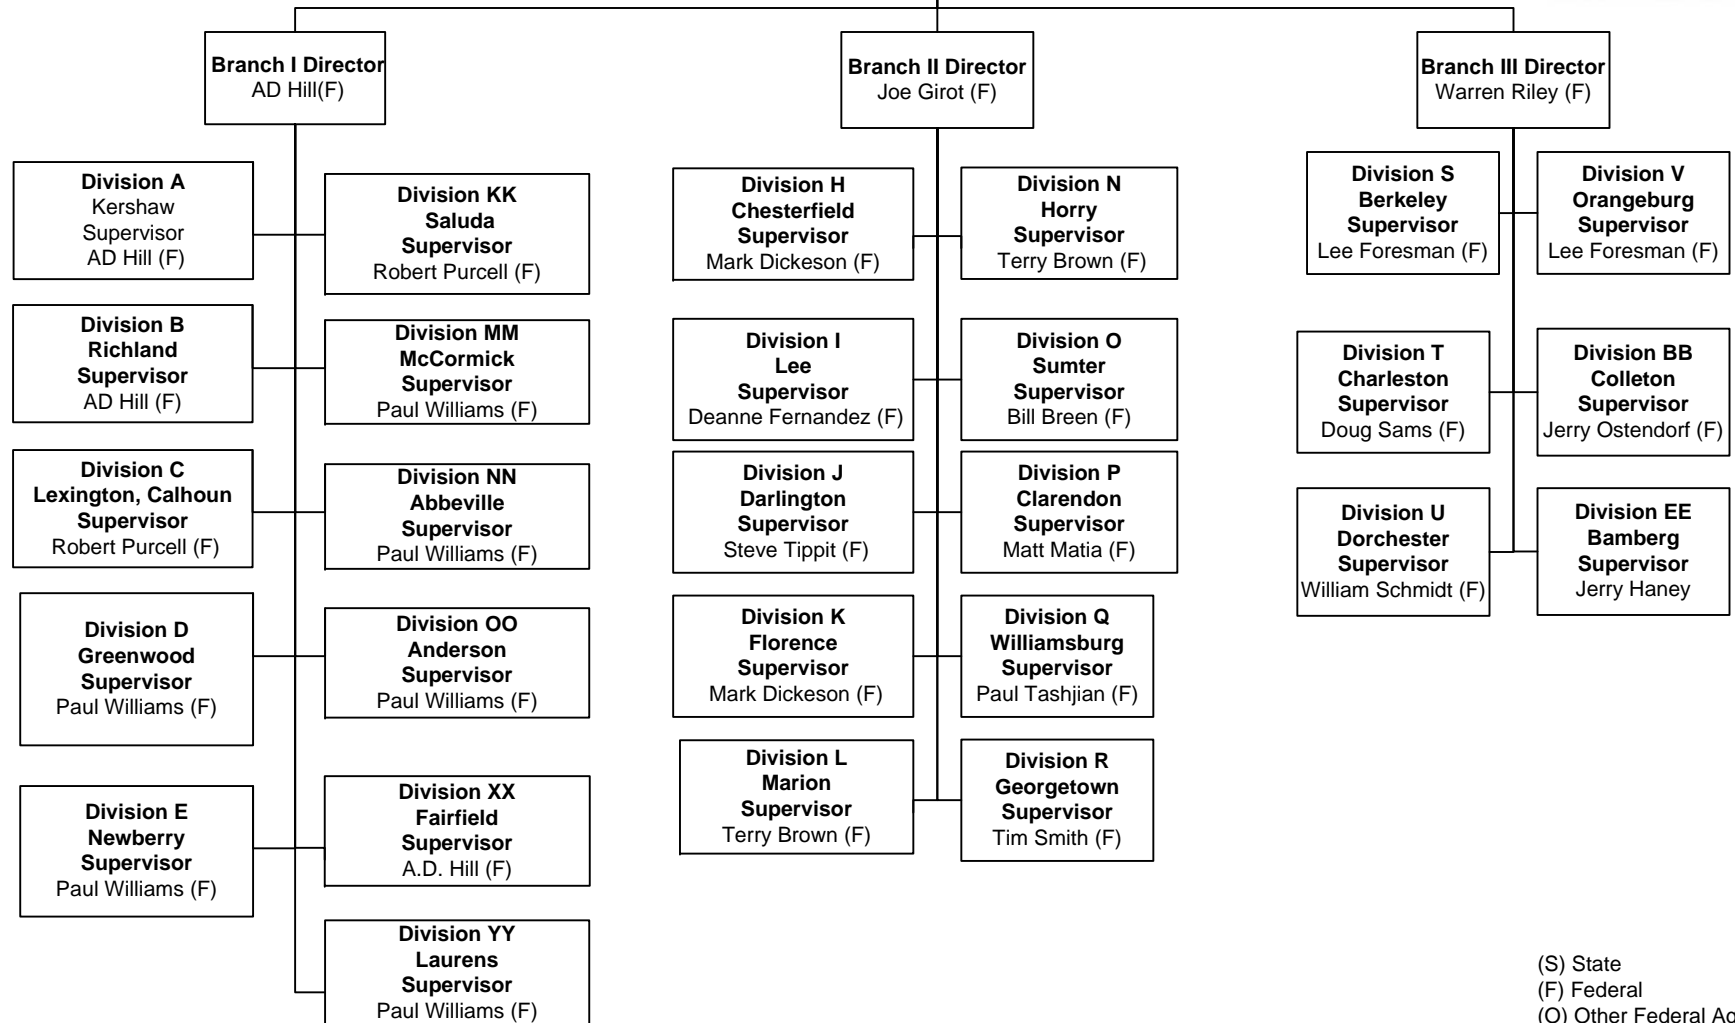 Branch I Director
AD Hill(F)
Division A
Kershaw
Supervisor
AD Hill (F)
Division KK
Saluda
Supervisor
Robert Purcell (F)
Division B
Richland
Supervisor
AD Hill (F)
Division MM
McCormick
Supervisor
Paul Williams (F)
Division C
Lexington, Calhoun
Supervisor
Robert Purcell (F)
Division NN
Abbeville
Supervisor
Paul Williams (F)
Division D
Greenwood
Supervisor
Paul Williams (F)
Division OO
Anderson
Supervisor
Paul Williams (F)
Division E
Newberry
Supervisor
Paul Williams (F)
Division XX
Fairfield
Supervisor
A.D. Hill (F)
Division YY
Laurens
Supervisor
Paul Williams (F)
Branch II Director
Joe Girot (F)
Division H
Chesterfield
Supervisor
Mark Dickeson (F)
Division N
Horry
Supervisor
Terry Brown (F)
Division I
Lee
Supervisor
Deanne Fernandez (F)
Division O
Sumter
Supervisor
Bill Breen (F)
Division J
Darlington
Supervisor
Steve Tippit (F)
Division P
Clarendon
Supervisor
Matt Matia (F)
Division K
Florence
Supervisor
Mark Dickeson (F)
Division Q
Williamsburg
Supervisor
Paul Tashjian (F)
Division L
Marion
Supervisor
Terry Brown (F)
Division R
Georgetown
Supervisor
Tim Smith (F)
Branch III Director
Warren Riley (F)
Division S
Berkeley
Supervisor
Lee Foresman (F)
Division V
Orangeburg
Supervisor
Lee Foresman (F)
Division T
Charleston
Supervisor
Doug Sams (F)
Division BB
Colleton
Supervisor
Jerry Ostendorf (F)
Division U
Dorchester
Supervisor
William Schmidt (F)
Division EE
Bamberg
Supervisor
Jerry Haney
(S) State
(F) Federal
(O) Other Federal